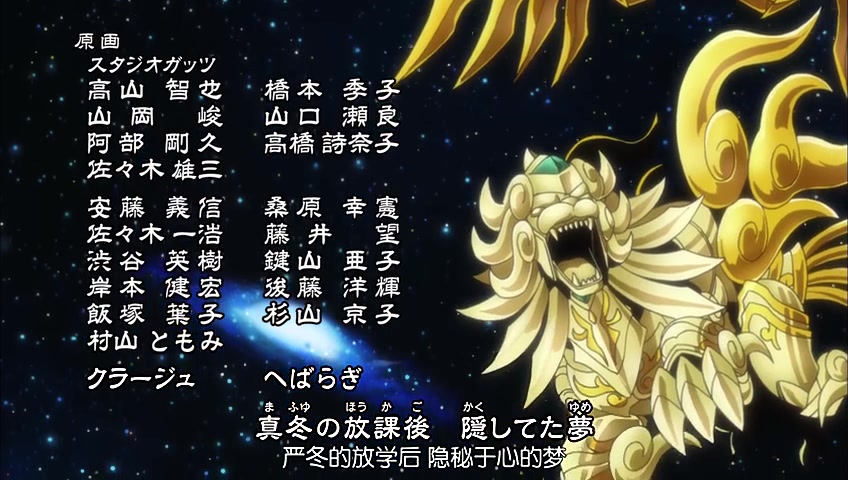 原画
スタジオガッツ
高山 智也 橋本 季子
山岡 峻 山口 瀬良
阿部 剛久 高橋 詩奈子
佐々木 雄三
安藤 義信 桑原 幸憲
佐々木 一浩 藤井 望
渋谷 英樹 鍵山 亜子
岸本 健宏 後藤 洋輝
飯塚 葉子 杉山 京子
村山 ともみ
クラージュ へばらぎ
ま ふゆ ほう か ご かく ゆめ
真冬の放課後 隠してた夢
严冬的放学后 隐秘于心的梦